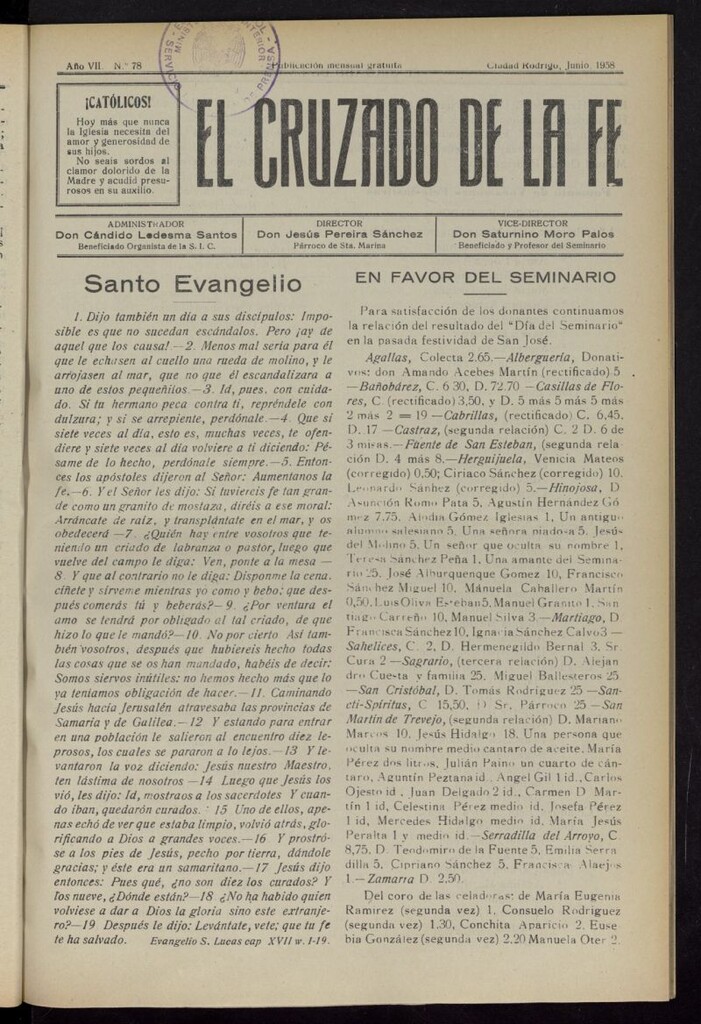 Año VII. N.º 78
Publicación mensual gratuita
Ciudad Rodrigo, Junio, 1958
¡CATÓLICOS!
Hoy más que nunca
la Iglesia necesita del
amor y generosidad de
sus hijos.
No seais sordos al
clamor dolorido de la
Madre y acudid presu-
rosos en su auxilio.
EL CRUZADO DE LA FE
ADMINISTRADOR
Don Cándido Ledesma Santos
Beneficiado Organista de la S. I. C.
DIRECTOR
Don Jesús Pereira Sánchez
Párroco de Sta. Marina
VICE-DIRECTOR
Don Saturnino Moro Palos
Beneficiado y Profesor del Seminario
Santo Evangelio
1. Dijo también un día a sus discípulos: Impo-
sible es que no sucedan escándalos. Pero ¡ay de
aquel que los causa!—2. Menos mal sería para él
que le echasen al cuello una rueda de molino, y le
arrojasen al mar, que no que él escandalizara a
uno de estos pequeñitos.—3. Id, pues. con cuida-
do. Si tu hermano peca contra ti, repréndele con
dulzura; y si se arrepiente, perdónale.—4. Que si
siete veces al día, esto es, muchas veces, te ofen-
diere y siete veces al día volviere a ti diciendo: Pé-
same de lo hecho, perdónale siempre.—5. Enton-
ces los apóstoles dijeron al Señor: Aumentanos la
fe.—6. Y el Señor les dijo: Si tuviereis fe tan gran-
de como un granito de mostaza, diréis a ese moral:
Arráncate de raíz, y transplántate en el mar, y os
obedecerá —7. ¿Quién hay entre vosotros que te-
niendo un criado de labranza o pastor, luego que
vuelve del campo le diga: Ven, ponte a la mesa —
8. Y que al contrario no le diga: Disponme la cena.
cíñete y sírveme mientras yo como y bebo; que des-
pués comerás tú y beberás?— 9. ¿Por ventura el
amo se tendrá por obligado al tal criado, de que
hizo lo que le mandó?—10. No por cierto Así tam-
bién vosotros, después que hubiereis hecho todas
las cosas que se os han mandado, habéis de decir:
Somos siervos inútiles: no hemos hecho más que lo
ya teníamos obligación de hacer.—11. Caminando
Jesús hacia Jerusalén atravesaba las provincias de
Samaria y de Galilea.—12 Y estando para entrar
en una población le salieron al encuentro diez le-
prosos, los cuales se pararon a lo lejos.—13 Y le-
vantaron la voz diciendo: Jesús nuestro Maestro,
ten lástima de nosotros —14 Luego que Jesús los
vió, les dijo: Id, mostraos a los sacerdotes Y cuan-
do iban, quedarón curados. 15 Uno de ellos, ape-
nas echó de ver que estaba limpio, volvió atrás, glo-
rificando a Dios a grandes voces.—16. Y prostró-
se a los pies de Jesús, pecho por tierra, dándole
gracias; y éste era un samaritano.—17 Jesús dijo
entonces: Pues qué, ¿no son diez los curados? Y
los nueve, ¿Dónde están?—18 ¿No ha habido quien
volviese a dar a Dios la gloria sino este extranje-
ro?—19 Después le dijo: Levántate, vete; que tu fe
te ha salvado. Evangelio S. Lucas cap XVII w. 1-19.
EN FAVOR DEL SEMINARIO
Para satisfacción de los donantes continuamos
la relación del resultado del "Día del Seminario"
en la pasada festividad de San José.
Agallas, Colecta 2.65.—Alberguería, Donati-
vos: don Amando Acebes Martín (rectificado) 5
—Bañobárez, C. 6 30, D. 72.70 —Casillas de Flo-
res, C (rectificado) 3,50, y D. 5 más 5 más 5 más
2 más 2 = 19 —Cabrillas, (rectificado) C. 6,45,
D. 17 —Castraz, (segunda relación) C. 2 D. 6 de
3 misas.—Fuente de San Esteban, (segunda rela-
ción D. 4 más 8.—Herguijuela, Venicia Mateos
(corregido) 0,50; Ciriaco Sánchez (corregido) 10.
Leonardo Sánhez (corregido) 5.—Hinojosa, D
Asunción Romo Pata 5, Agustín Hernández Gó
mez 7.75, Alodia Gómez Iglesias 1, Un antiguo
alumno salesiano 5, Una señora piadosa 5. Jesús
del Molino 5. Un señor que oculta su nombre 1,
Teresa Sánchez Peña 1, Una amante del Semina-
rio 25, José Alburquenque Gomez 10, Francisco
Sánchez Miguel 10. Mánuela Caballero Martín
0,50. Luis Oliva Esteban 5, Manuel Granito 1. San
tiago Carreño 10, Manuel Silva 3.—Martiago, D
Francisca Sánchez 10, Ignacia Sánchez Calvo 3—
Sahelices, C. 2, D. Hermenegildo Bernal 3, Sr.
Cura 2 —Sagrario, (tercera relación) D. Alejan
dro Cuesta y familia 25. Miguel Ballesteros 25.
—San Cristóbal, D. Tomás Rodriguez 25 —San-
cti-Spíritus, C 15,50, D Sr. Párroco 25 —San
Martin de Trevejo, (segunda relación) D. Mariano
Marcos 10. Jesús Hidalgo 18. Una persona que
oculta su nombre medio cantaro de aceite. María
Pérez dos litros, Julián Paino un cuarto de cán-
taro, Aguntín Peztana id. Angel Gil 1 id., Carlos
Ojesto id. Juan Delgado 2 id., Carmen D Mar-
tín 1 id, Celestina Pérez medio id. Josefa Pérez
1 id, Mercedes Hidalgo medio id. María Jesús
Peralta 1 y medio id.—Serradilla del Arroyo, C.
8,75, D. Teodomiro de la Fuente 5, Emilia Serra
dilla 5, Cipriano Sánchez 5, Francisca Alaejos
1.—Zamarra D. 2.50.
Del coro de las celadoras: de María Eugenia
Ramirez (segunda vez) 1, Consuelo Rodríguez
(segunda vez) 1.30, Conchita Aparicio 2. Euse
bia González (segunda vez) 2.20 Manuela Oter 2.